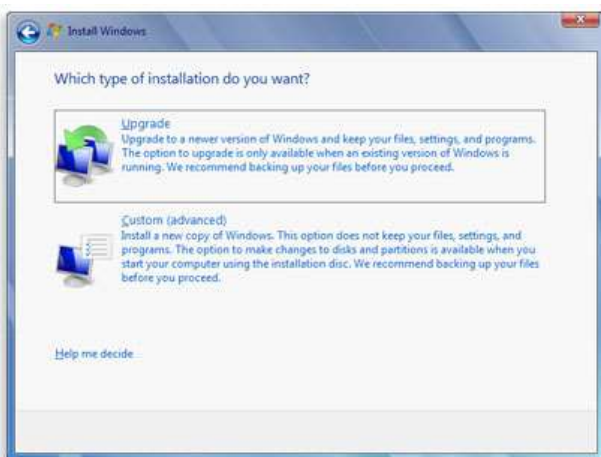 Install Windows
Which type of installation do you want?
Upgrade
Upgrade to a newer version of Windows and keep your files, settings, and programs.
The option to upgrade is only available when an existing version of Windows is
running. We recommend backing up your files before you proceed.
Custom (advanced)
Install a new copy of Windows. This option does not keep your files, settings, and
programs. The option to make changes to disks and partitions is available when you
start your computer using the installation disc. We recommend backing up your files
before you proceed.
Help me decide